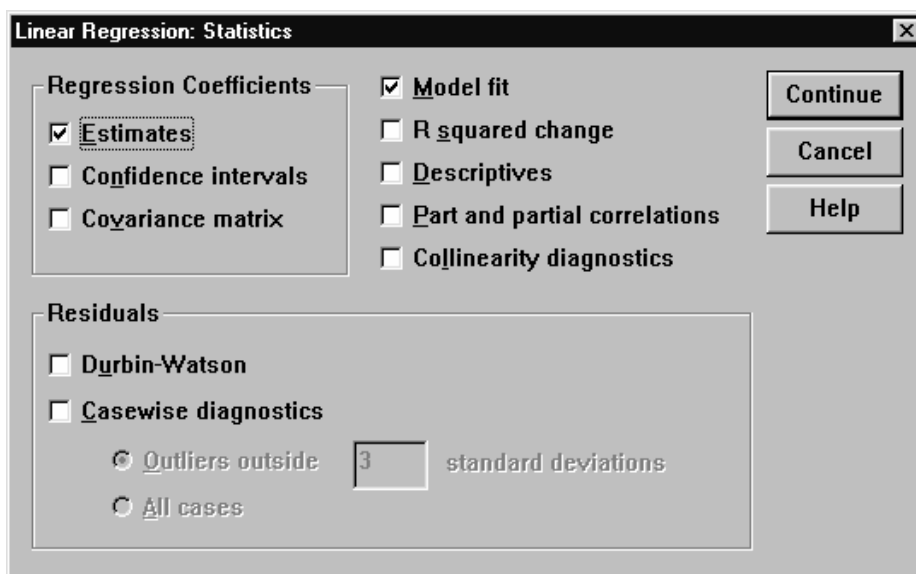 Linear Regression: Statistics
Regression Coefficients
Estimates
Confidence intervals
Covariance matrix
Model fit
R squared change
Descriptives
Part and partial correlations
Collinearity diagnostics
Continue
Cancel
Help
Residuals
Durbin-Watson
Casewise diagnostics
Outliers outside 3 standard deviations
All cases